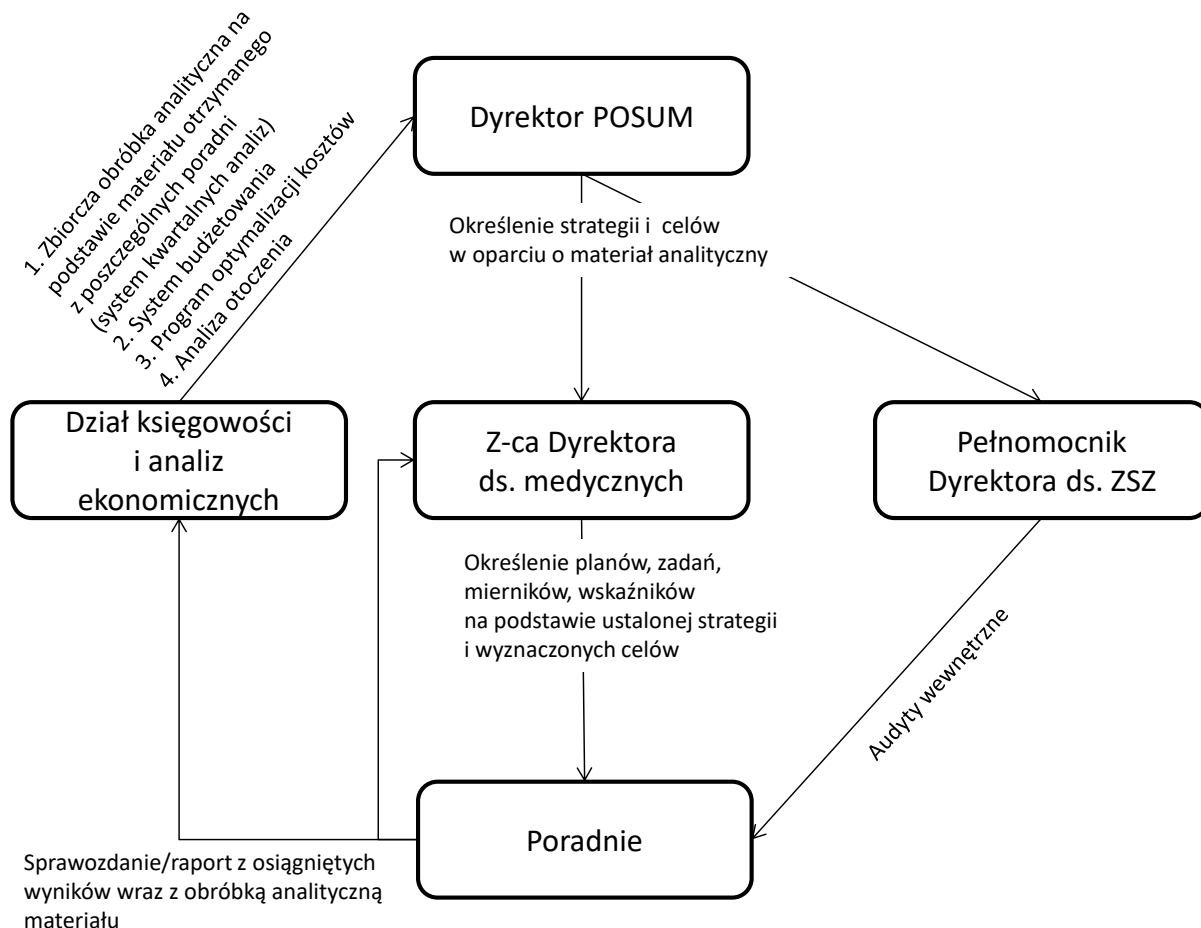 1. Zbiorcza obróbka analityczna na
podstawie materiału otrzymanego
z poszczególnych poradni
(system kwartalnych analiz)
2. System budżetowania
3. Program optymalizacji kosztów
4. Analiza otoczenia
Dyrektor POSUM
Określenie strategii i celów
w oparciu o materiał analityczny
Dział księgowości
i analiz
ekonomicznych
Z-ca Dyrektora
ds. medycznych
Pełnomocnik
Dyrektora ds. ZSZ
Określenie planów, zadań,
mierników, wskaźników
na podstawie ustalonej strategii
i wyznaczonych celów
Audyty wewnętrzne
Poradnie
Sprawozdanie/raport z osiągniętych
wyników wraz z obróbką analityczną
materiału